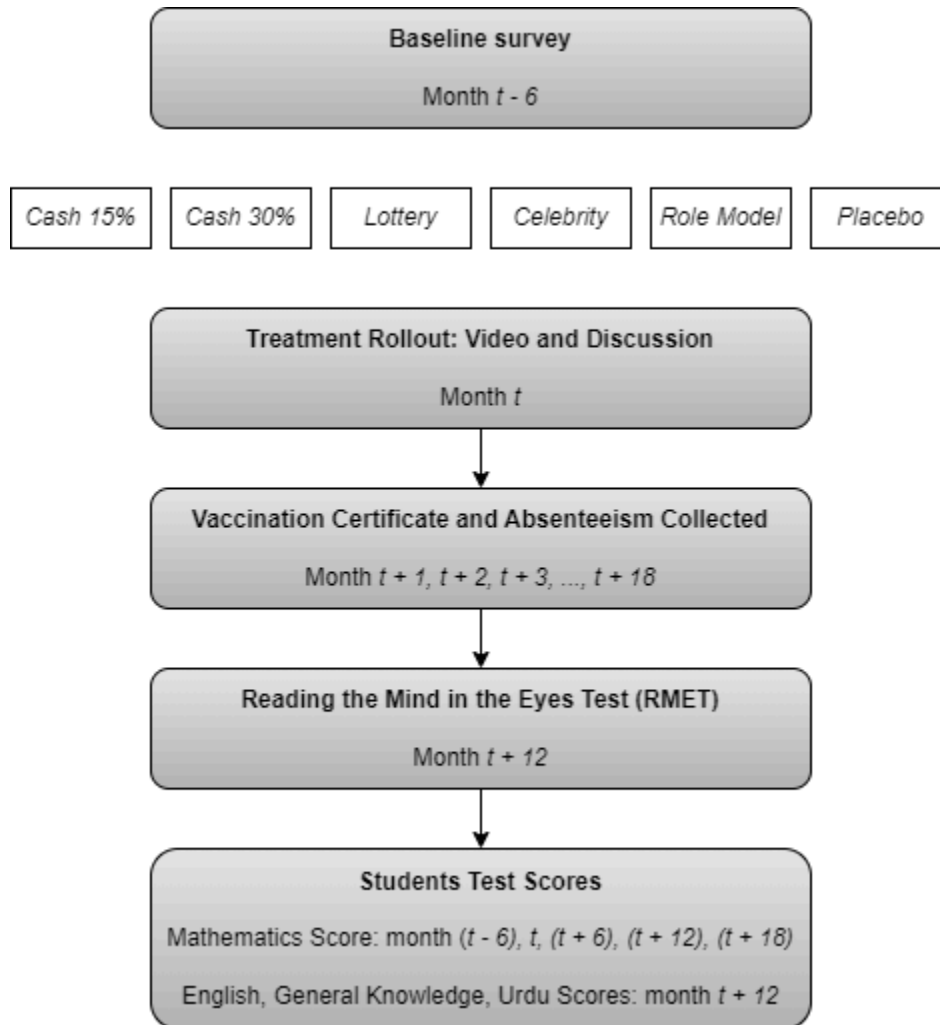 Baseline survey
Month t - 6
Cash 15% Cash 30% Lottery Celebrity Role Model Placebo
Treatment Rollout: Video and Discussion
Month t
Vaccination Certificate and Absenteeism Collected
Month t + 1, t + 2, t + 3, ..., t + 18
Reading the Mind in the Eyes Test (RMET)
Month t + 12
Students Test Scores
Mathematics Score: month (t - 6), t, (t + 6), (t + 12), (t + 18)
English, General Knowledge, Urdu Scores: month t + 12